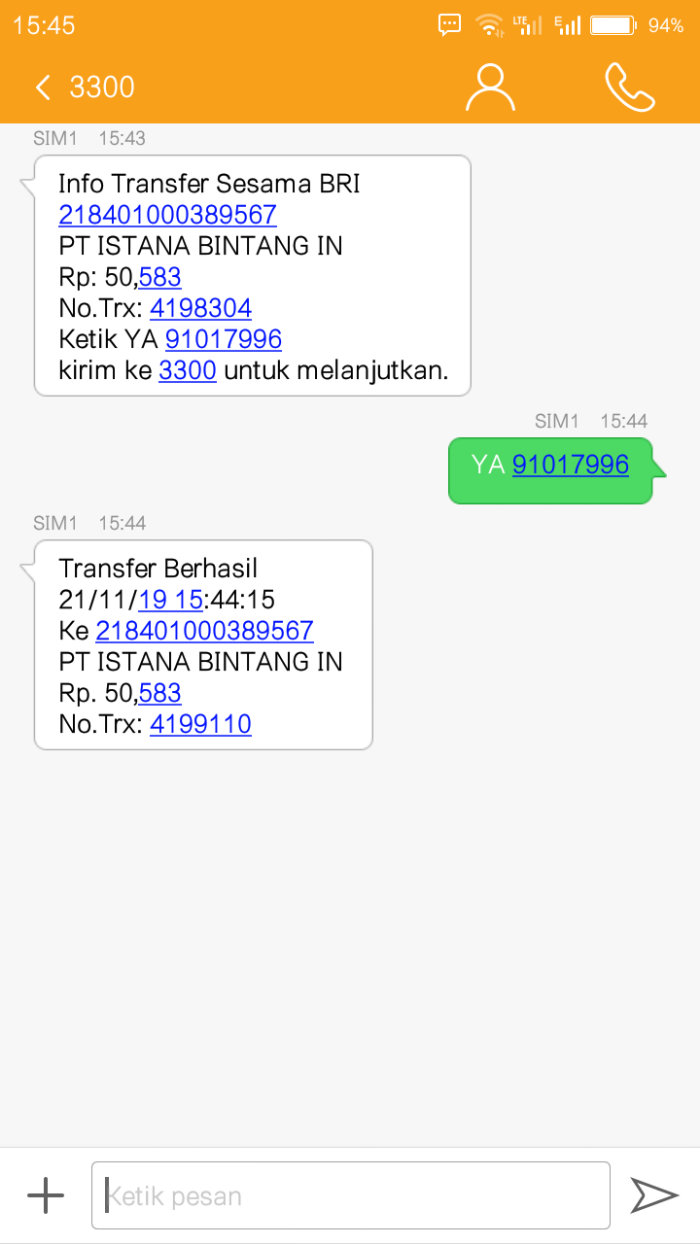 15:45
LTE E 94%
3300
SIM1 15:43
Info Transfer Sesama BRI
218401000389567
PT ISTANA BINTANG IN
Rp: 50,583
No.Trx: 4198304
Ketik YA 91017996
kirim ke 3300 untuk melanjutkan.
SIM1 15:44
YA 91017996
SIM1 15:44
Transfer Berhasil
21/11/19 15:44:15
Ke 218401000389567
PT ISTANA BINTANG IN
Rp. 50,583
No.Trx: 4199110
Ketik pesan